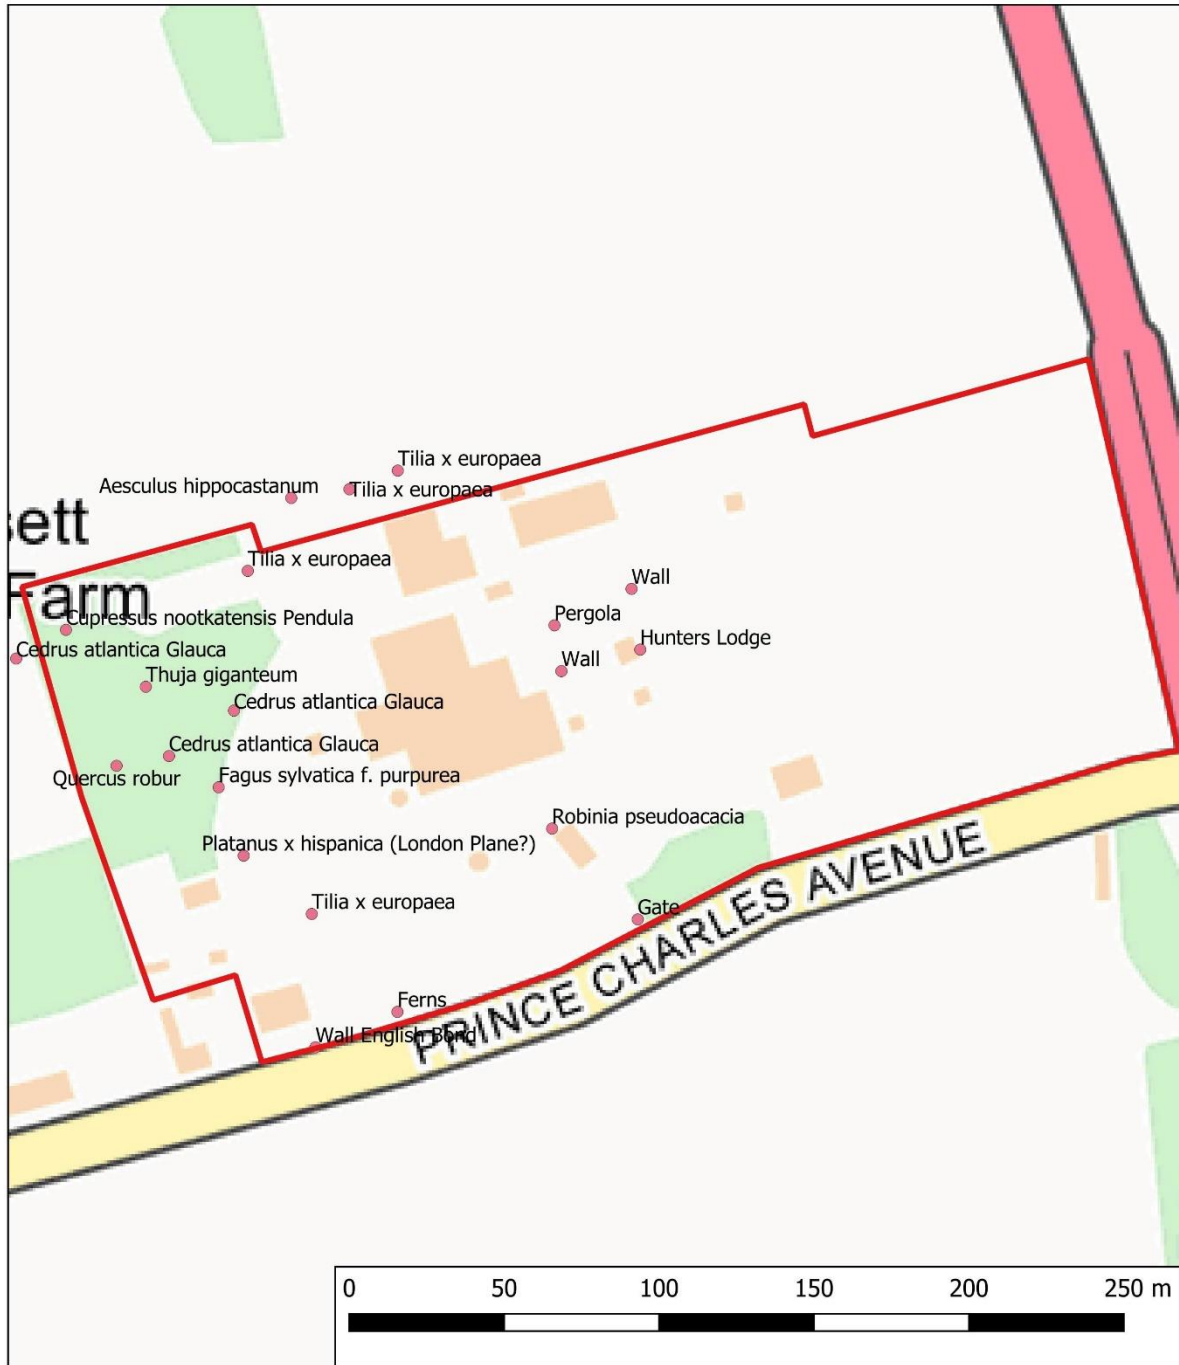 Tilia x europaea
Aesculus hippocastanum
Tilia x europaea
sett
Farm
Tilia x europaea
Wall
Cupressus nootkatensis Pendula
Pergola
Hunters Lodge
Cedrus atlantica Glauca
Wall
Thuja giganteum
Cedrus atlantica Glauca
Cedrus atlantica Glauca
Quercus robur
Fagus sylvatica f. purpurea
Robinia pseudoacacia
Platanus x hispanica (London Plane?)
Tilia x europaea
Gate
PRINCE CHARLES AVENUE
Ferns
Wall English Bond
0 50 100 150 200 250 m